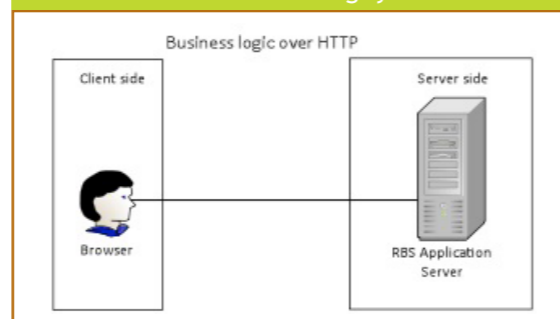 Business logic over HTTP
Client side
Server side
Browser
RBS Application
Server